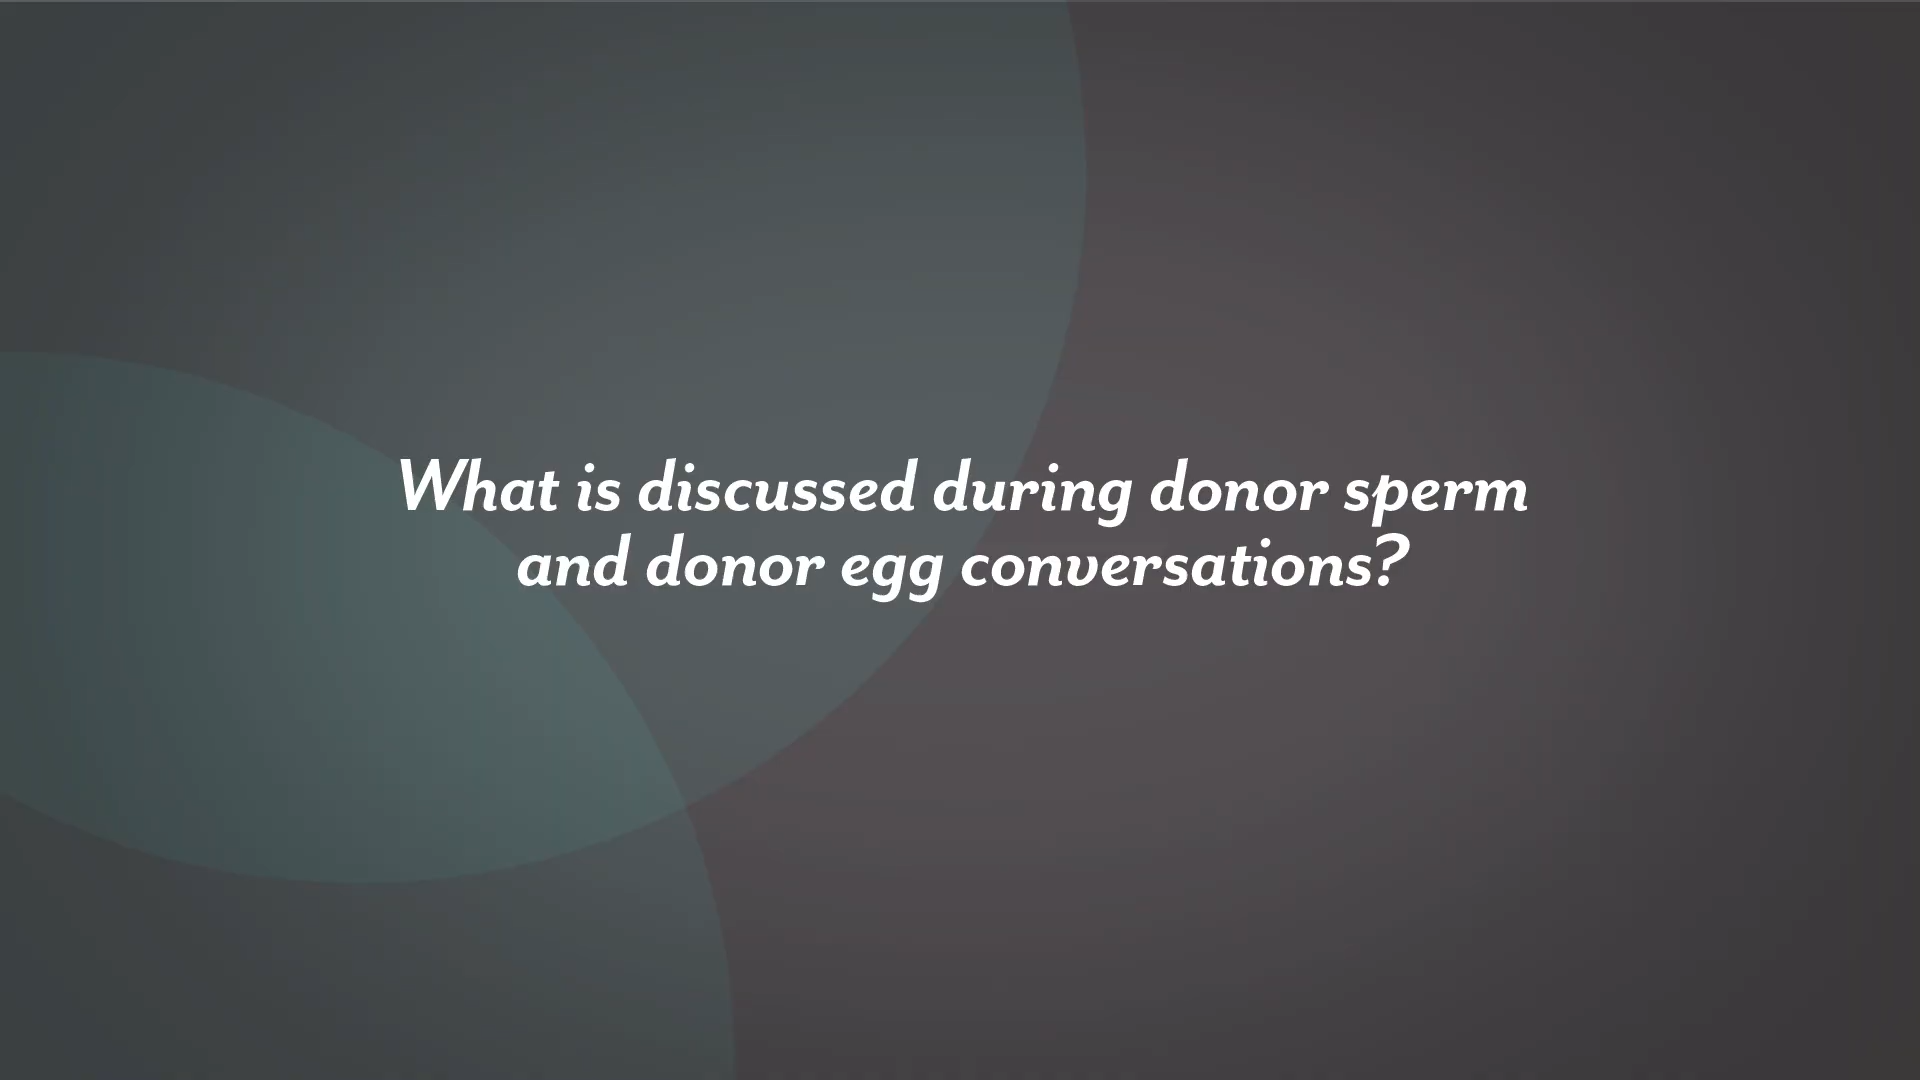 What is discussed during donor sperm
and donor egg conversations?